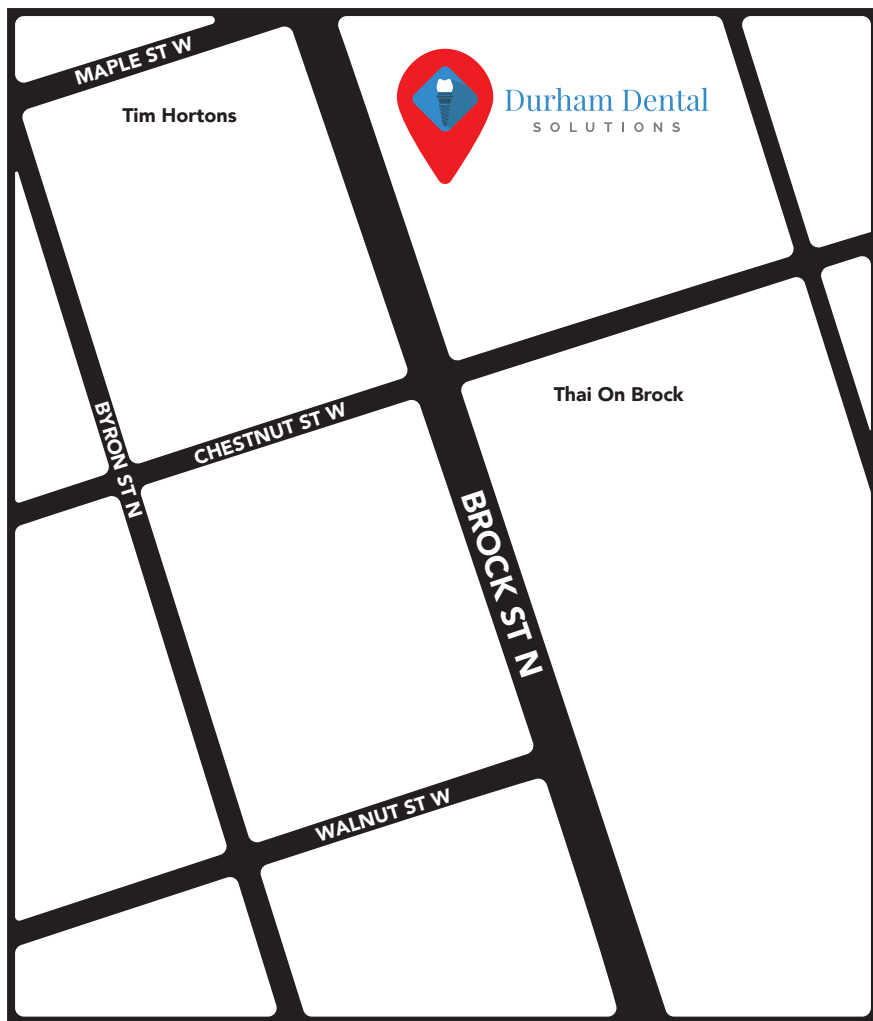 MAPLE ST W
Tim Hortons
Durham Dental
SOLUTIONS
Thai On Brock
BYRON ST N
CHESTNUT ST W
BROCK ST N
WALNUT ST W